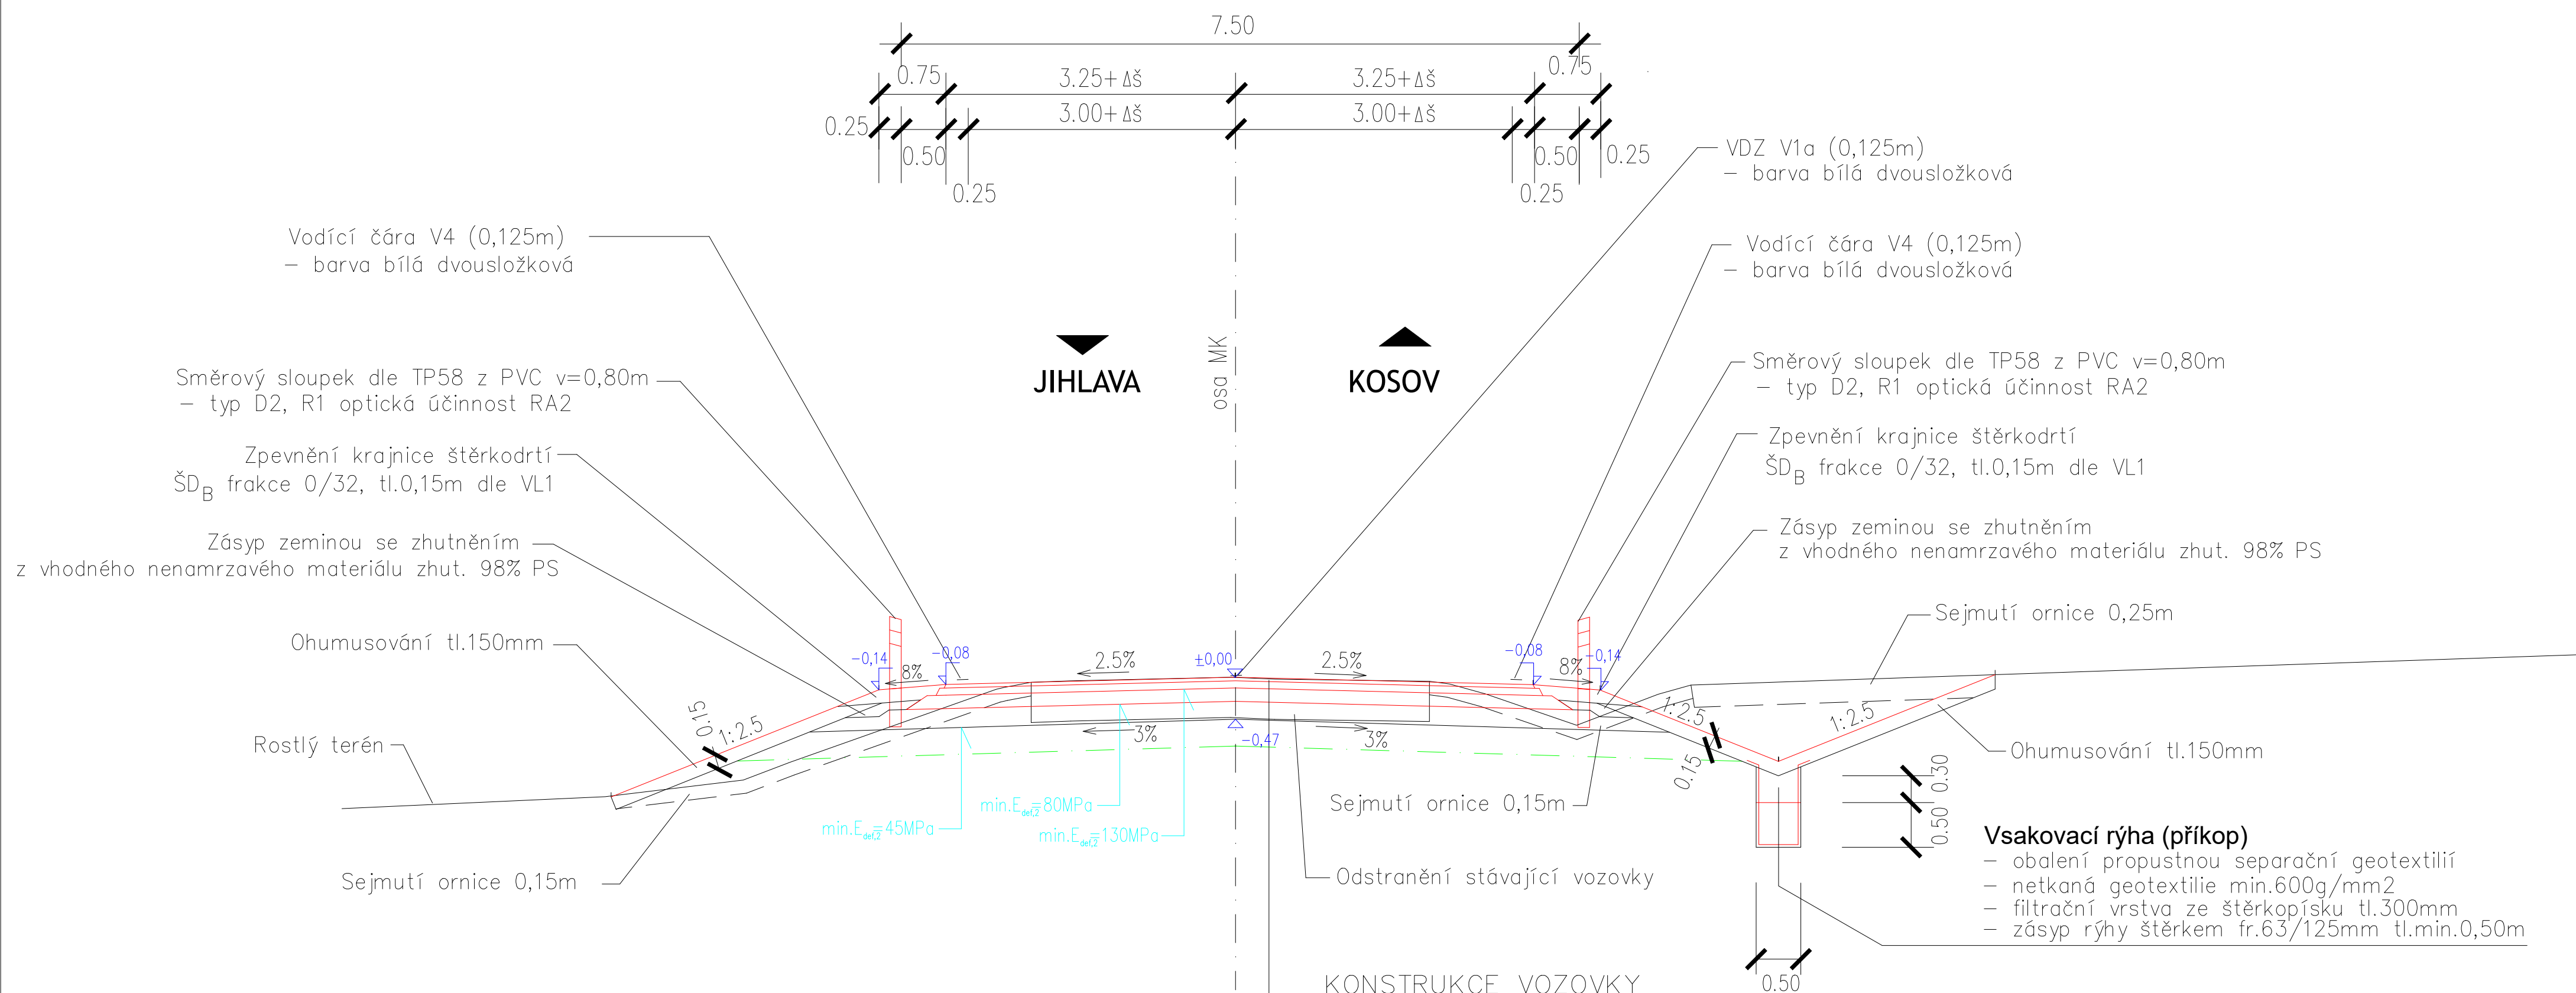 7.50
0.75
3.25+Δš
3.25+Δš
0.75
0.25
3.00+Δš
3.00+Δš
0.50
0.50
0.25
0.25
0.25
VDZ V1a (0,125m)
– barva bílá dvousložková
Vodící čára V4 (0,125m)
– barva bílá dvousložková
Vodící čára V4 (0,125m)
– barva bílá dvousložková
osa MK
JIHLAVA
KOSOV
Směrový sloupek dle TP58 z PVC v=0,80m
– typ D2, R1 optická účinnost RA2
Směrový sloupek dle TP58 z PVC v=0,80m
– typ D2, R1 optická účinnost RA2
Zpevnění krajnice štěrkodrtí
ŠDB frakce 0/32, tl.0,15m dle VL1
Zpevnění krajnice štěrkodrtí
ŠDB frakce 0/32, tl.0,15m dle VL1
Zásyp zeminou se zhutněním
z vhodného nenamrzavého materiálu zhut. 98% PS
Zásyp zeminou se zhutněním
z vhodného nenamrzavého materiálu zhut. 98% PS
Ohumusování tl.150mm
Sejmutí ornice 0,25m
-0,14
-0,08
±0,00
-0,08
-0,14
8%
2.5%
2.5%
8%
0.15
1:2.5
1:2.5
1:2.5
Rostlý terén
3%
-0,47
3%
0.15
Ohumusování tl.150mm
0.30
0.50
min.Edef,2=45MPa
min.Edef,2=80MPa
min.Edef,2=130MPa
Sejmutí ornice 0,15m
Sejmutí ornice 0,15m
Odstranění stávající vozovky
Vsakovací rýha (příkop)
– obalení propustnou separační geotextilií
– netkaná geotextilie min.600g/mm2
– filtrační vrstva ze štěrkopísku tl.300mm
– zásyp rýhy štěrkem fr.63/125mm tl.min.0,50m
0.50
KONSTRUKCE VOZOVKY